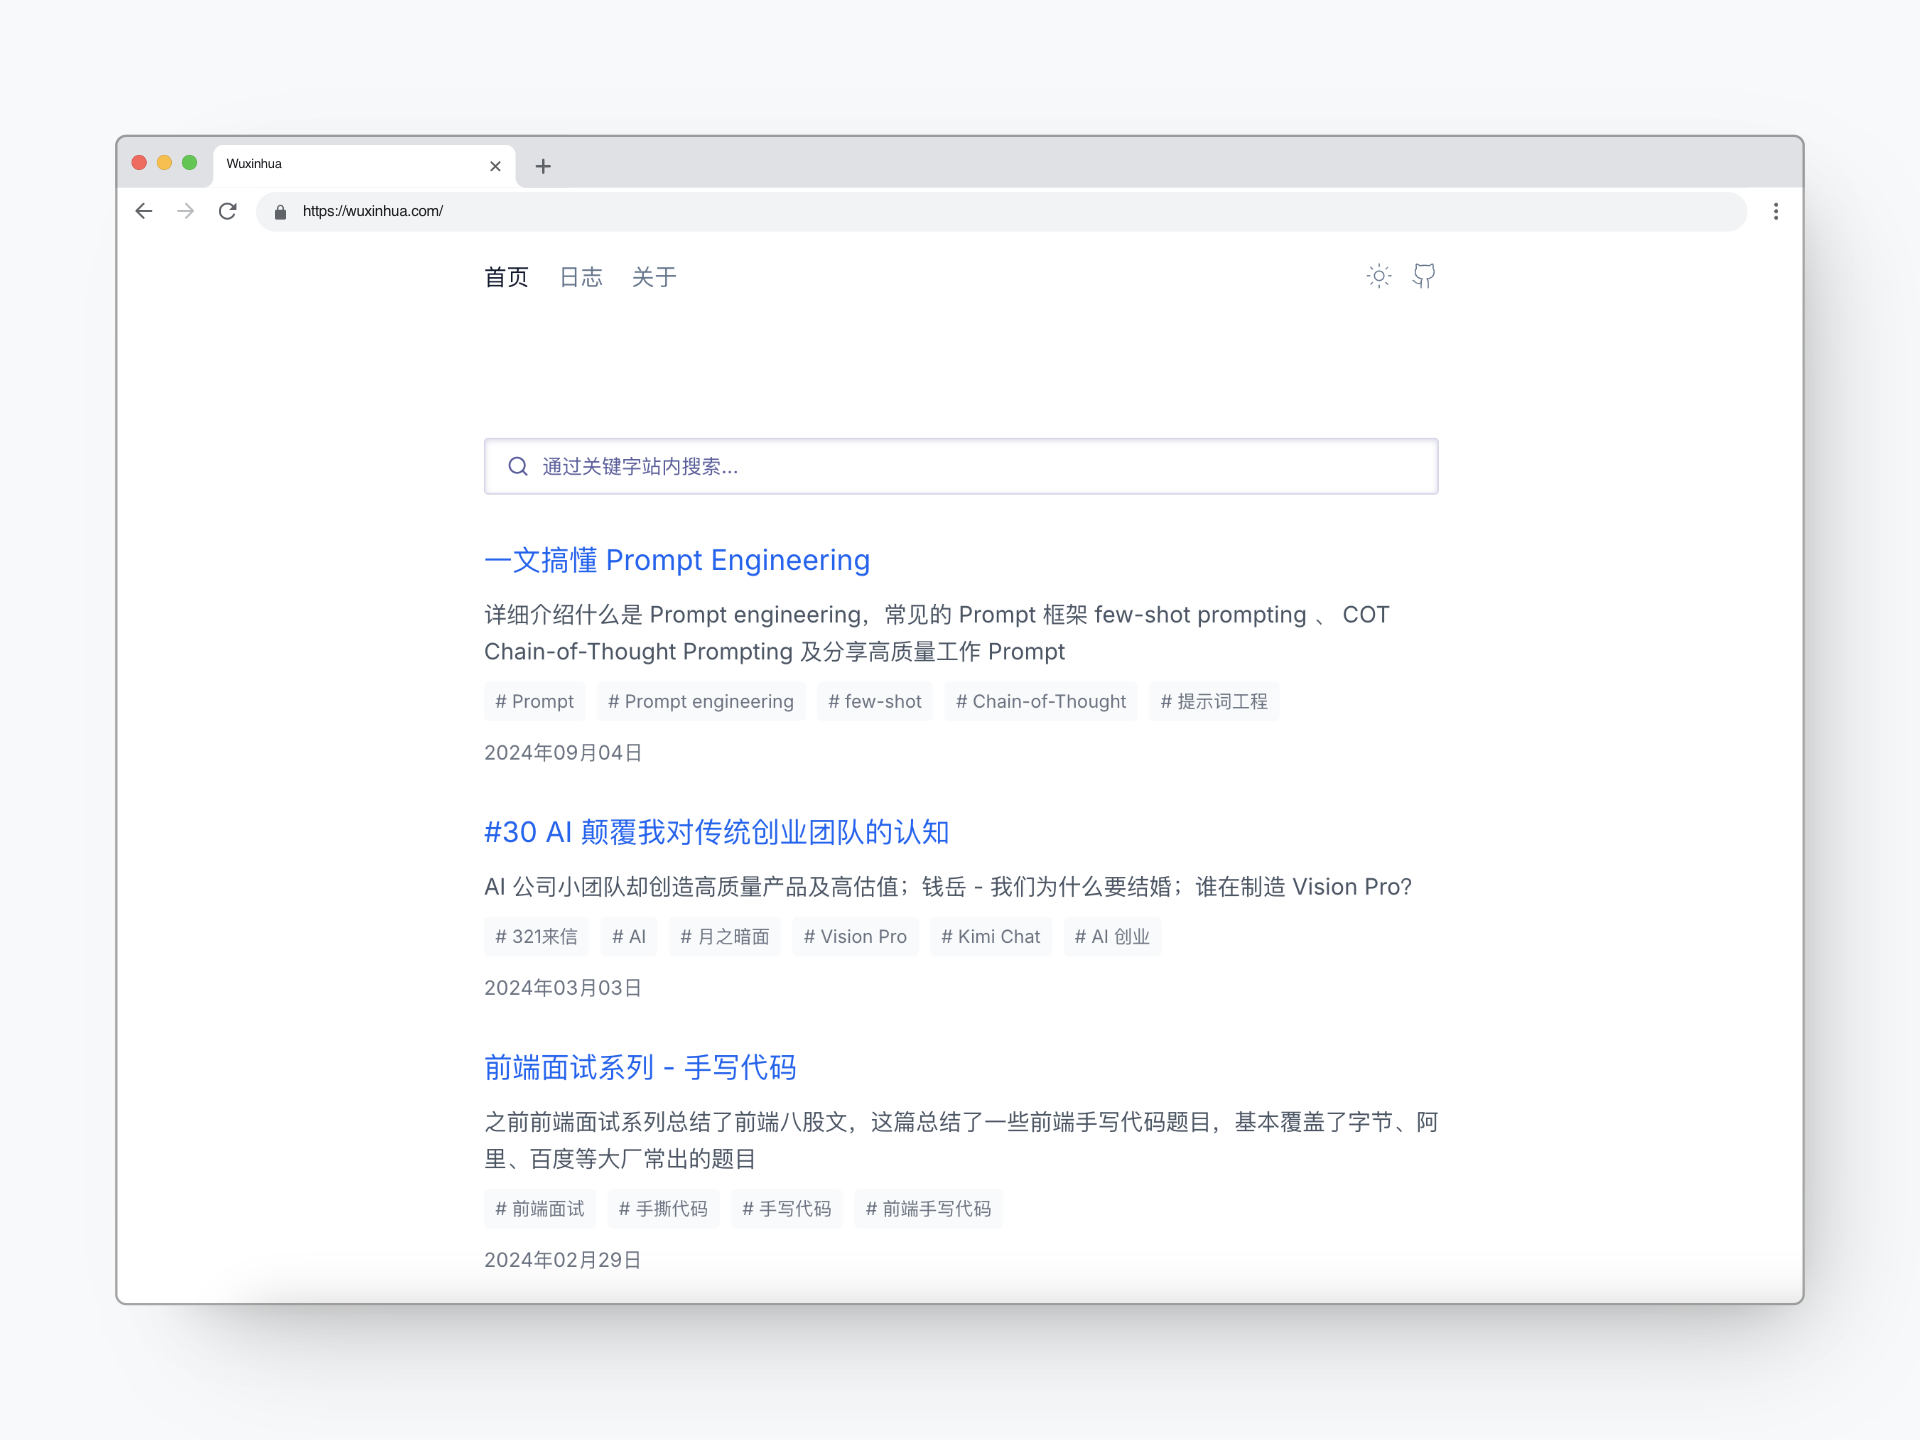 Wuxinhua
https://wuxinhua.com/
首页 日志 关于
通过关键字站内搜索...
一文搞懂 Prompt Engineering
详细介绍什么是 Prompt engineering，常见的 Prompt 框架 few-shot prompting 、 COT
Chain-of-Thought Prompting 及分享高质量工作 Prompt
# Prompt # Prompt engineering # few-shot # Chain-of-Thought # 提示词工程
2024年09月04日
#30 AI 颠覆我对传统创业团队的认知
AI 公司小团队却创造高质量产品及高估值；钱岳 - 我们为什么要结婚；谁在制造 Vision Pro?
# 321来信 # AI # 月之暗面 # Vision Pro # Kimi Chat # AI 创业
2024年03月03日
前端面试系列 - 手写代码
之前前端面试系列总结了前端八股文，这篇总结了一些前端手写代码题目，基本覆盖了字节、阿
里、百度等大厂常出的题目
# 前端面试 # 手撕代码 # 手写代码 # 前端手写代码
2024年02月29日